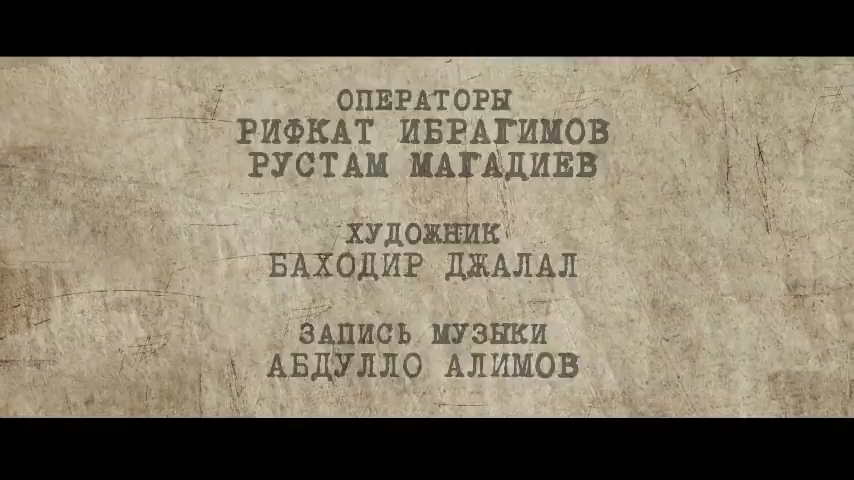 ОПЕРАТОРЫ
РИФКАТ ИБРАГИМОВ
РУСТАМ МАГАДИЕВ
ХУДОЖНИК
БАХОДИР ДЖАЛАЛ
ЗАПИСЬ МУЗЫКИ
АБДУЛЛО АЛИМОВ